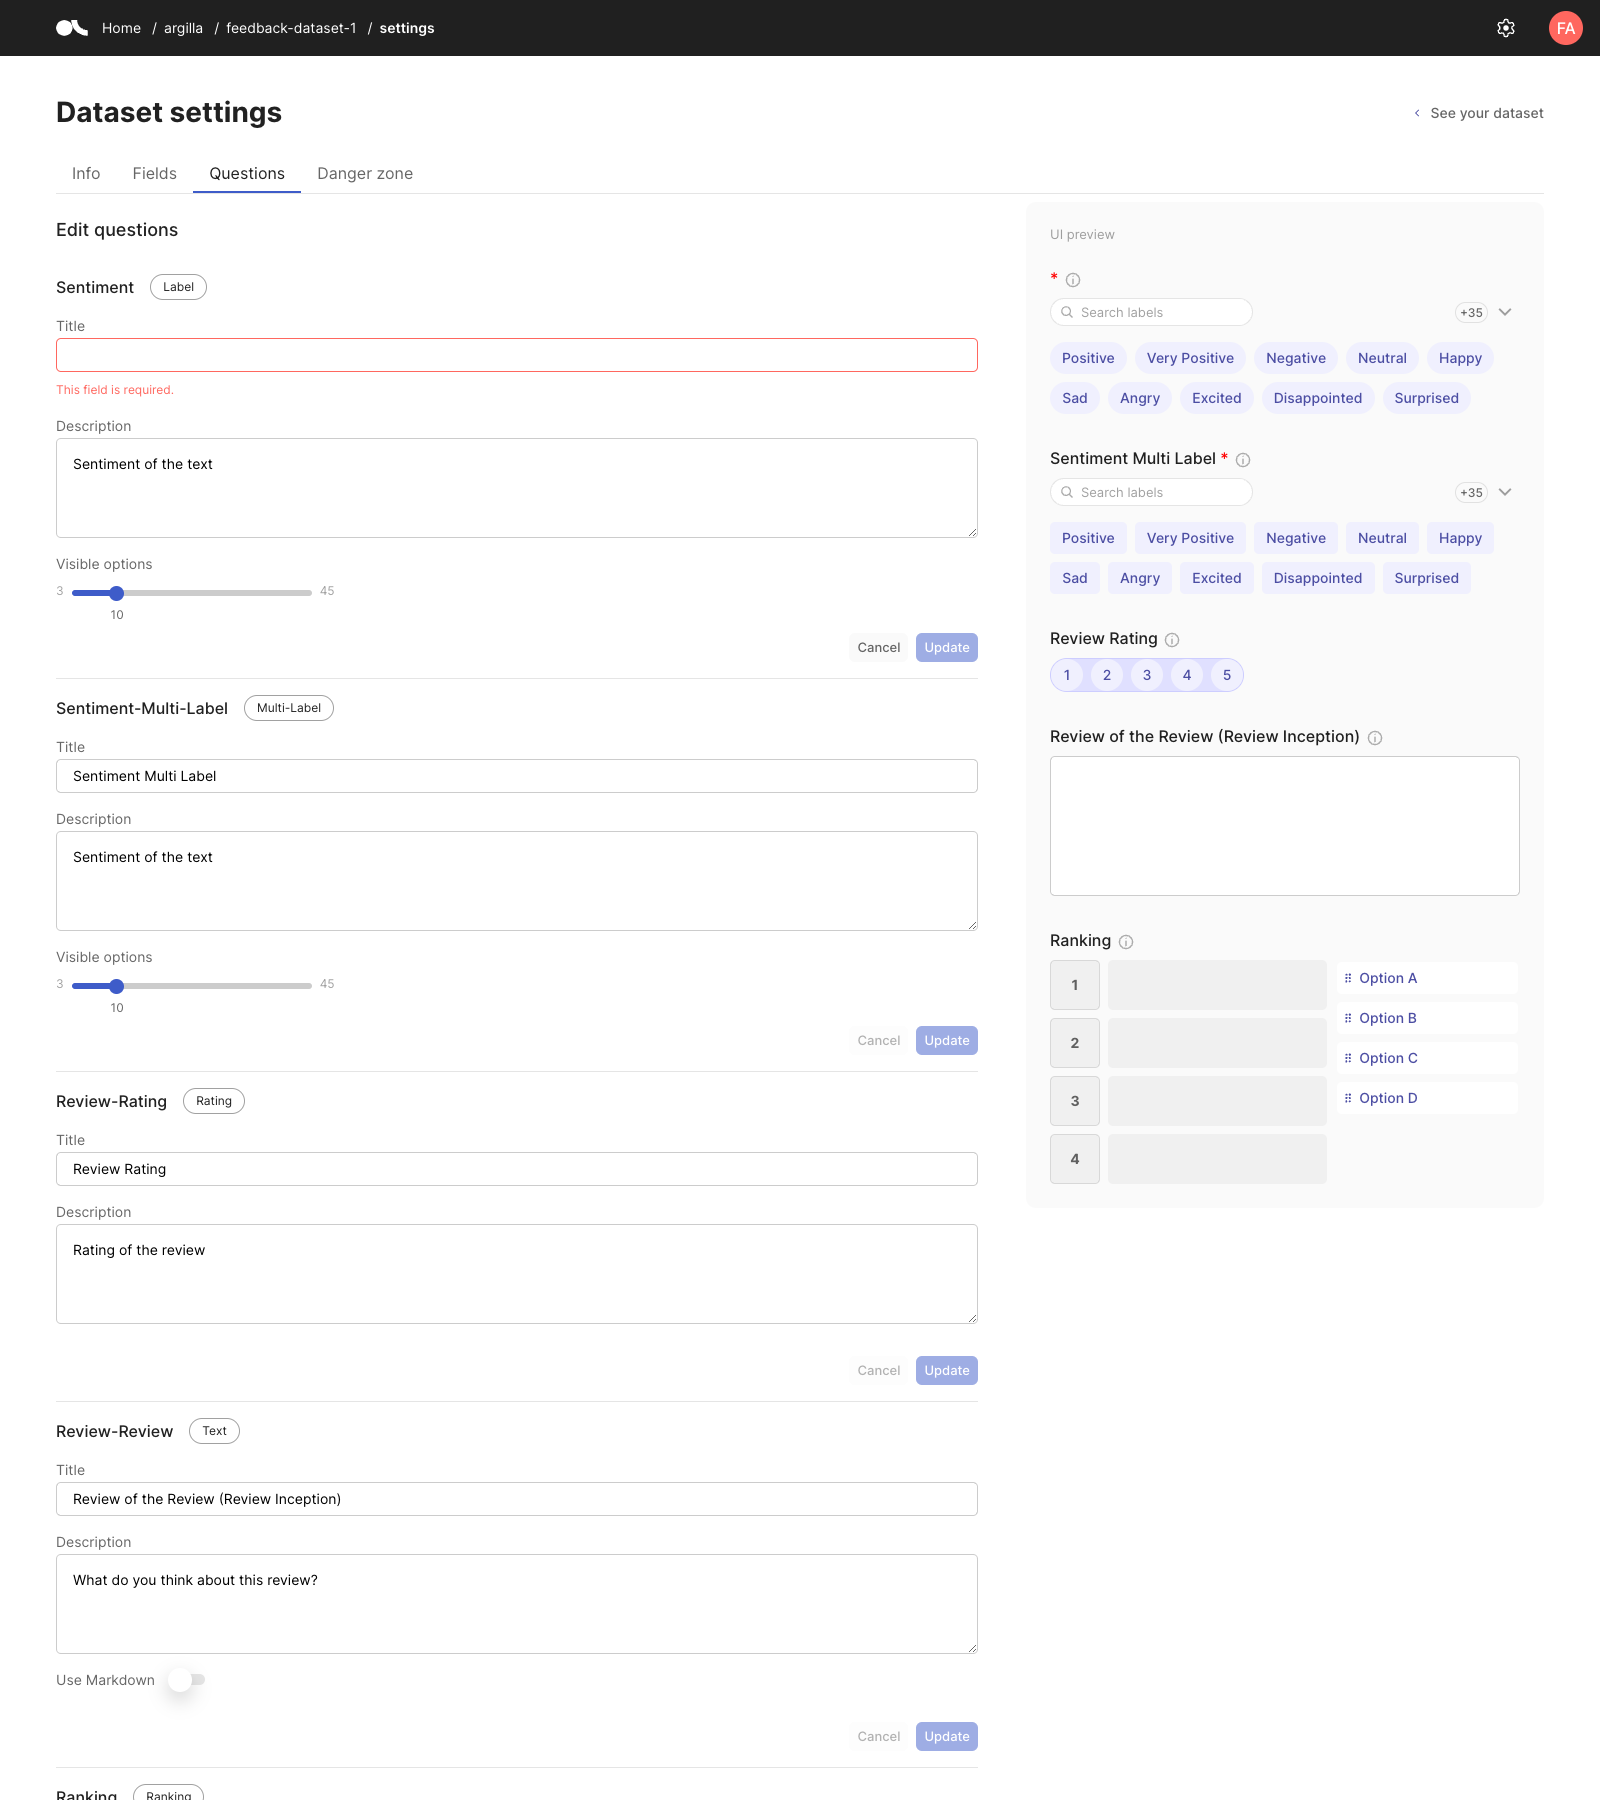 Home / argilla / feedback-dataset-1 / settings
FA
Dataset settings
See your dataset
Info Fields Questions Danger zone
Edit questions
Sentiment Label
Title
This field is required.
Description
Sentiment of the text
Visible options
3 45
10
Cancel Update
Sentiment-Multi-Label Multi-Label
Title
Sentiment Multi Label
Description
Sentiment of the text
Visible options
3 45
10
Cancel Update
Review-Rating Rating
Title
Review Rating
Description
Rating of the review
Cancel Update
Review-Review Text
Title
Review of the Review (Review Inception)
Description
What do you think about this review?
Use Markdown
Cancel Update
Ranking Ranking
UI preview
*
Search labels +35
Positive Very Positive Negative Neutral Happy
Sad Angry Excited Disappointed Surprised
Sentiment Multi Label *
Search labels +35
Positive Very Positive Negative Neutral Happy
Sad Angry Excited Disappointed Surprised
Review Rating
1 2 3 4 5
Review of the Review (Review Inception)
Ranking
1 Option A
2 Option B
3 Option C
4 Option D